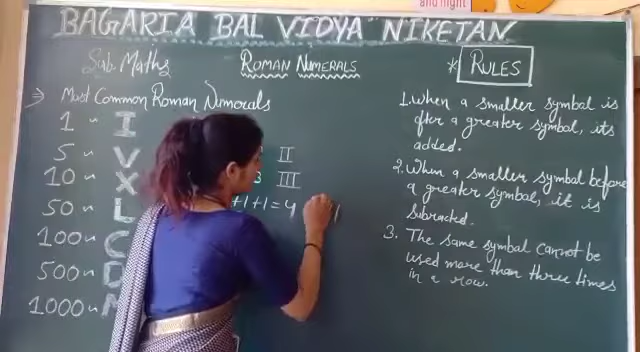 BAGARIA BAL VIDYA NIKETAN
Sub. Maths
ROMAN NUMERALS
* RULES
⇒ Most Common Roman Numerals
1 - I
5 - V
10 - X
50 - L
100 - C
500 - D
1000 - M
II
3 III
+1+1=4
1. When a smaller symbol is
after a greater symbol, its
added.
2. When a smaller symbol before
a greater symbol, it is
Subracted.
3. The same symbol cannot be
used more than three times
in a row.